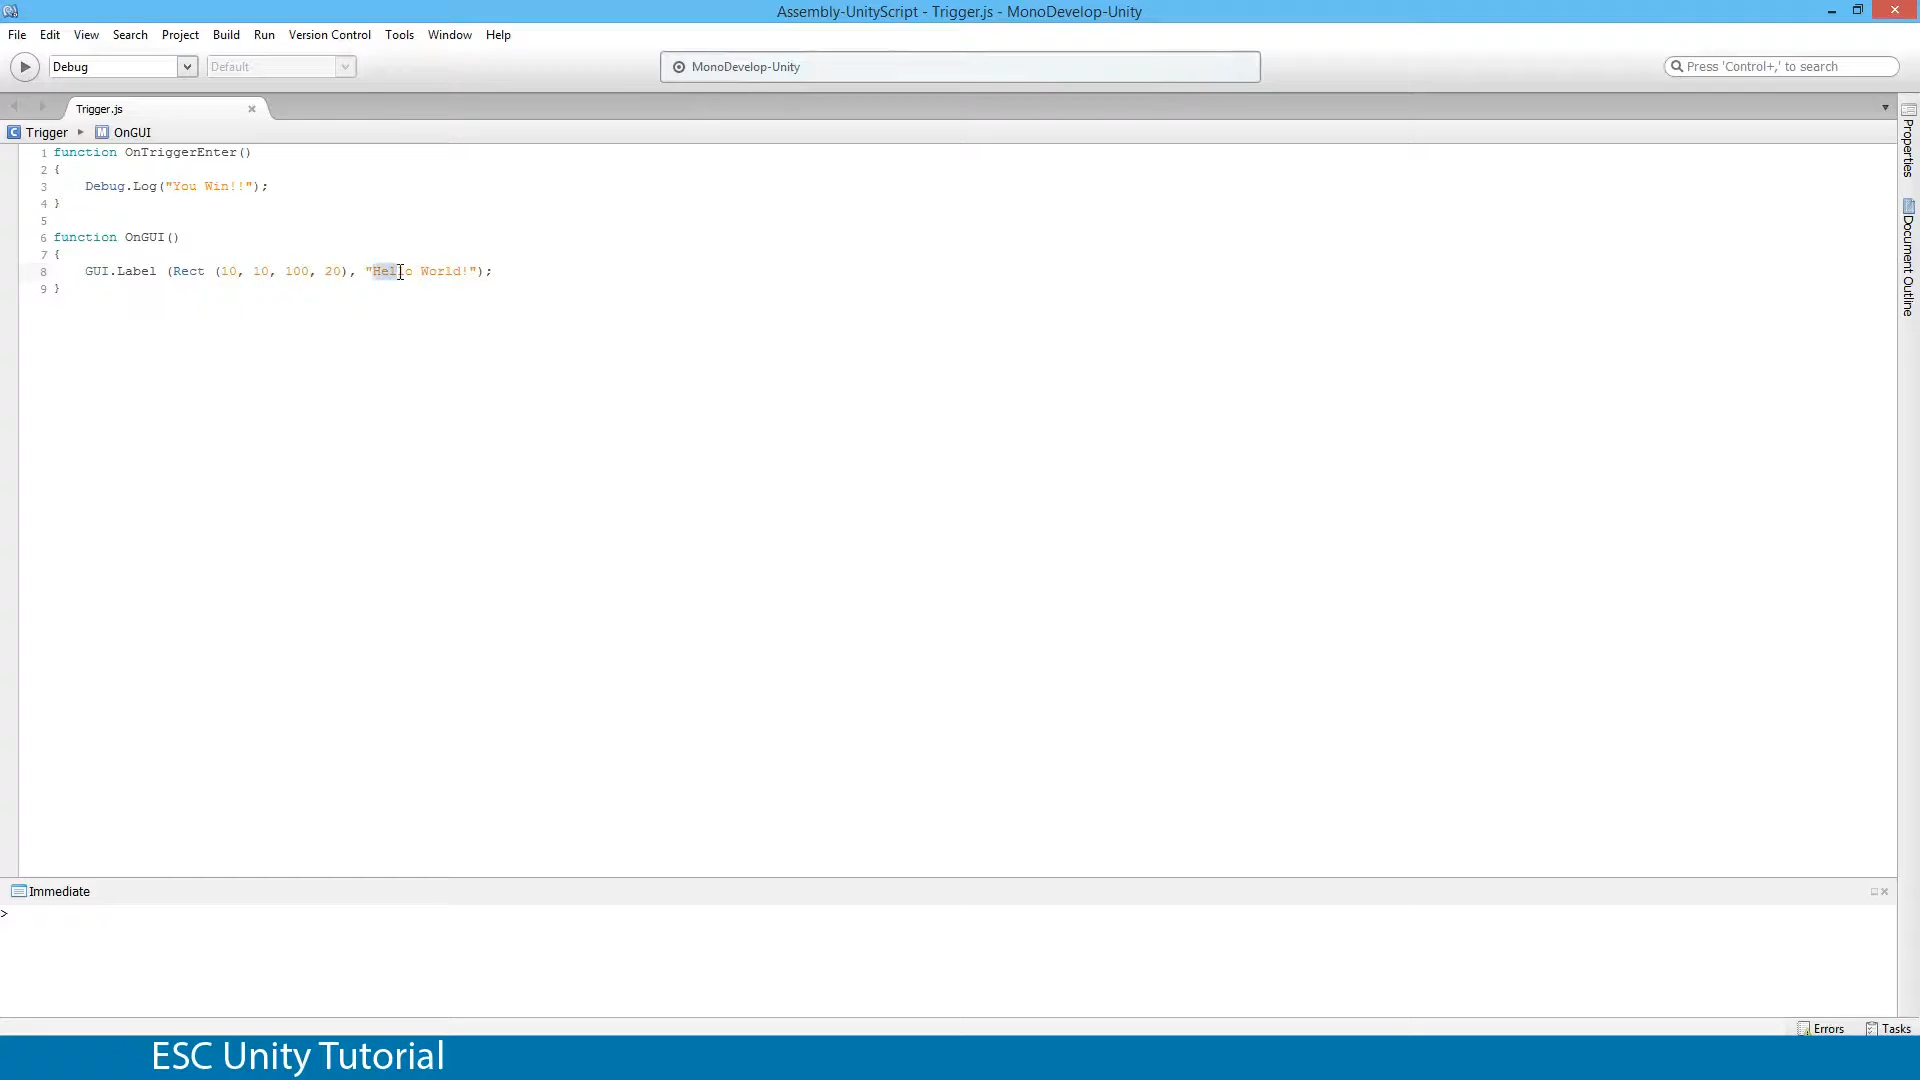 Assembly-UnityScript - Trigger.js - MonoDevelop-Unity
File Edit View Search Project Build Run Version Control Tools Window Help
Debug Default MonoDevelop-Unity Press 'Control+,' to search
Trigger.js
Trigger OnGUI
1 function OnTriggerEnter()
2 {
3 Debug.Log("You Win!!");
4 }
5
6 function OnGUI()
7 {
8 GUI.Label (Rect (10, 10, 100, 20), "Hello World!");
9 }
Properties
Document Outline
Immediate
>
Errors Tasks
ESC Unity Tutorial